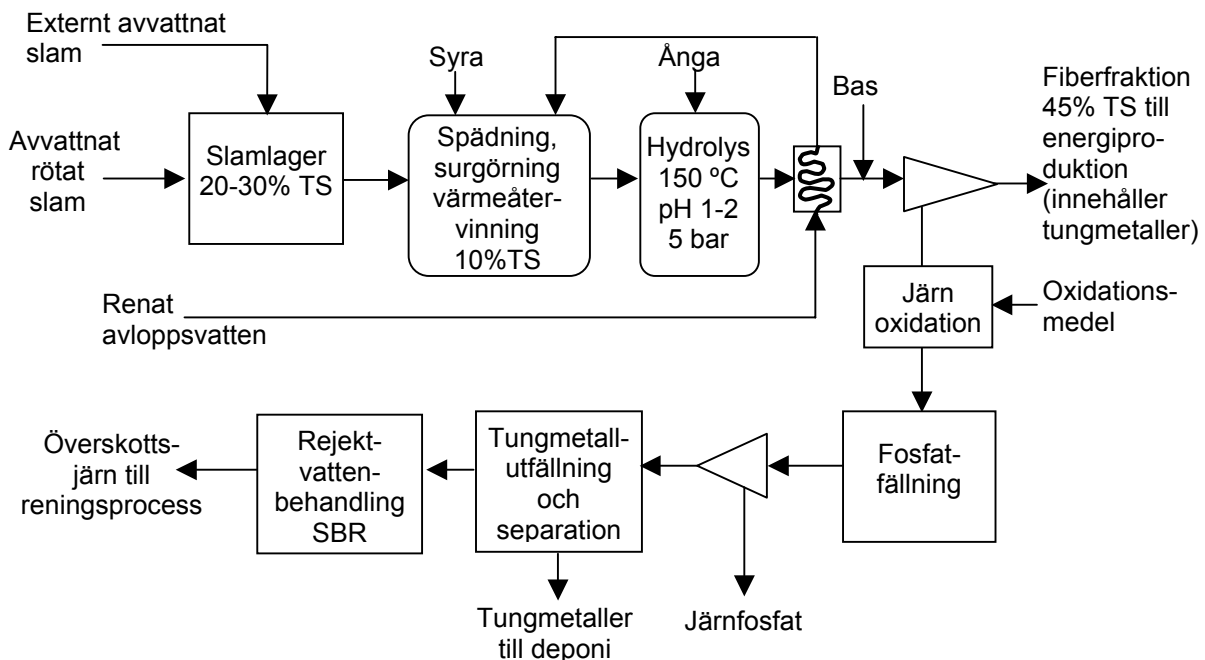 Externt avvattnat
slam
Avvattnat
rötat
slam
Slamlager
20-30% TS
Syra
Spädning,
surgörning
värmeåter-
vinning
10%TS
Ånga
Hydrolys
150 ºC
pH 1-2
5 bar
Bas
Fiberfraktion
45% TS till
energipro-
duktion
(innehåller
tungmetaller)
Renat
avloppsvatten
Järn
oxidation
Oxidations-
medel
Fosfat-
fällning
Järnfosfat
Tungmetall-
utfällning
och
separation
Tungmetaller
till deponi
Rejekt-
vatten-
behandling
SBR
Överskotts-
järn till
reningsprocess